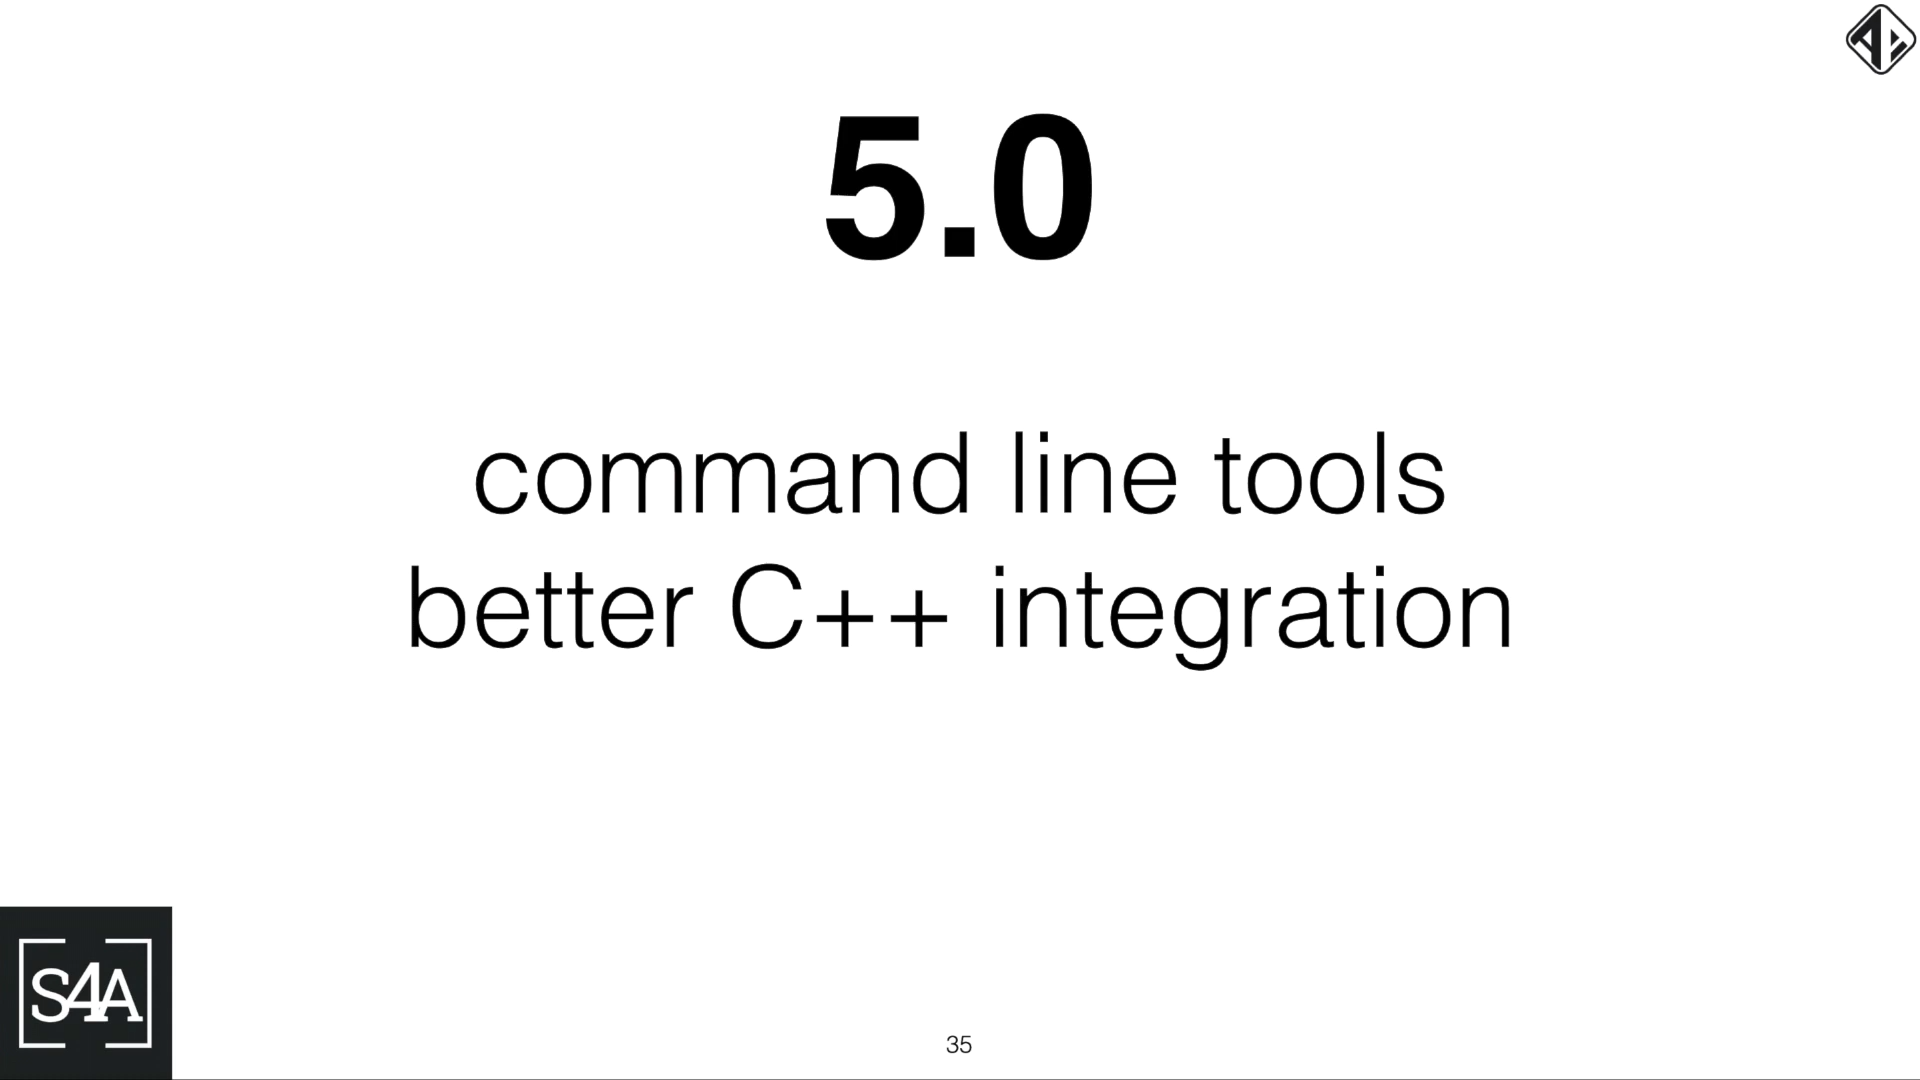 5.0
command line tools
better C++ integration
S4A
35